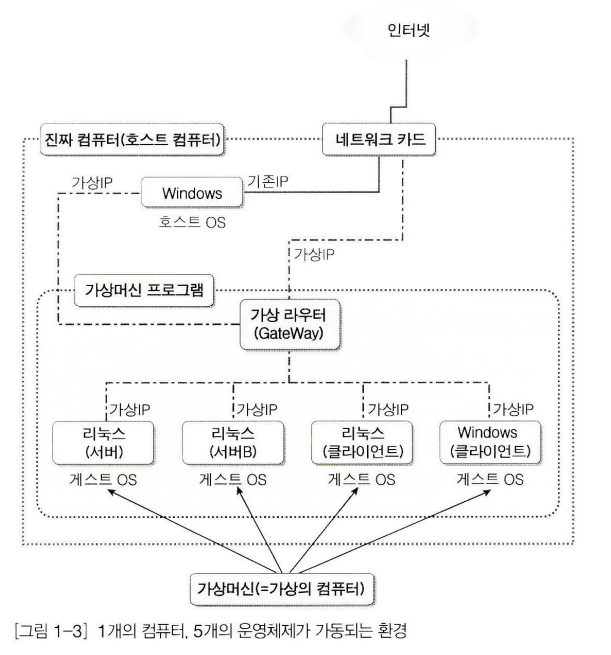 인터넷
진짜 컴퓨터(호스트 컴퓨터)
네트워크 카드
가상IP
Windows
기존IP
호스트 OS
가상IP
가상머신 프로그램
가상 라우터
(GateWay)
가상IP
가상IP
가상IP
가상IP
리눅스
(서버)
리눅스
(서버B)
리눅스
(클라이언트)
Windows
(클라이언트)
게스트 OS
게스트 OS
게스트 OS
게스트 OS
가상머신(=가상의 컴퓨터)
[그림 1-3] 1개의 컴퓨터, 5개의 운영체제가 가동되는 환경